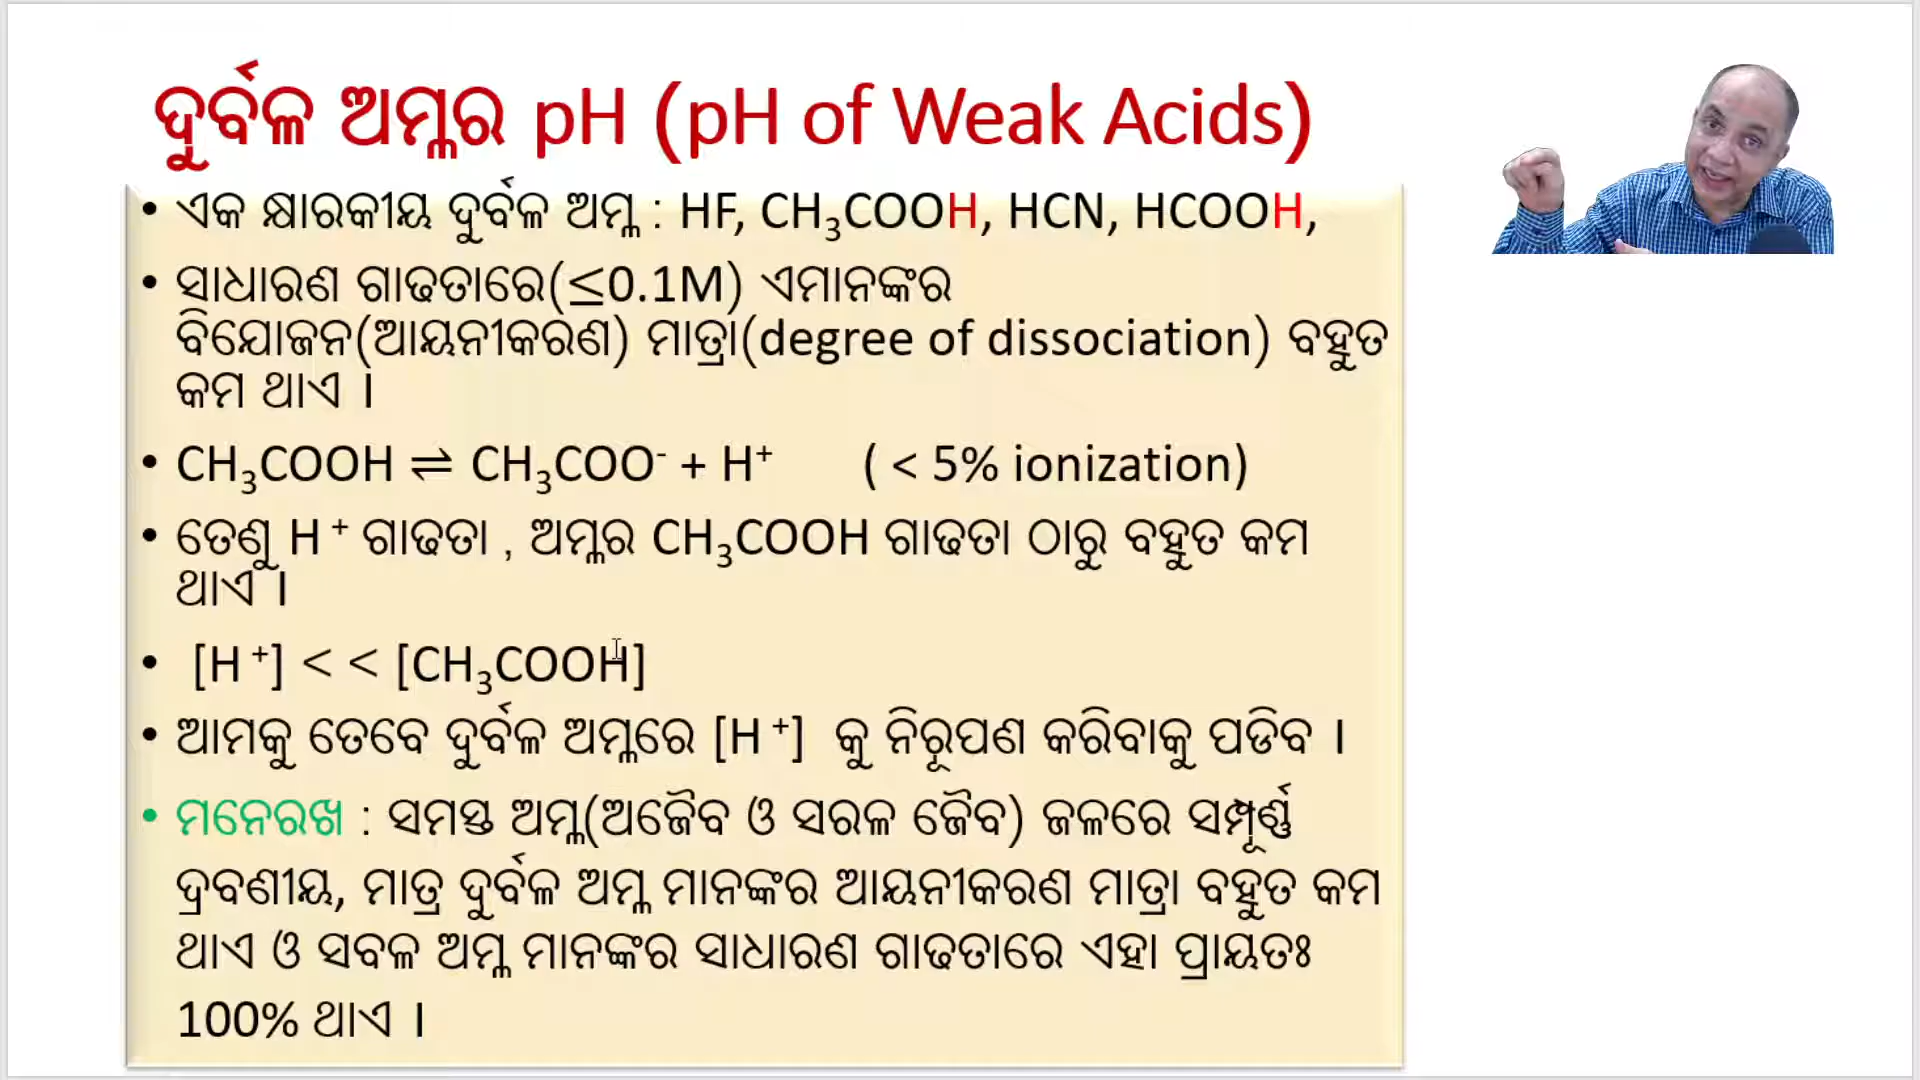 ଦୁର୍ବଳ ଅମ୍ଳର pH (pH of Weak Acids)
• ଏକ କ୍ଷାରକୀୟ ଦୁର୍ବଳ ଅମ୍ଳ : HF, CH₃COOH, HCN, HCOOH,
• ସାଧାରଣ ଗାଢତାରେ(≤0.1M) ଏମାନଙ୍କର
ବିଯୋଜନ(ଆୟନୀକରଣ) ମାତ୍ରା(degree of dissociation) ବହୁତ
କମ ଥାଏ ।
• CH₃COOH ⇌ CH₃COO⁻ + H⁺ ( < 5% ionization)
• ତେଣୁ H ⁺ ଗାଢତା , ଅମ୍ଳର CH₃COOH ଗାଢତା ଠାରୁ ବହୁତ କମ
ଥାଏ ।
• [H ⁺] < < [CH₃COOH]
• ଆମକୁ ତେବେ ଦୁର୍ବଳ ଅମ୍ଳରେ [H ⁺] କୁ ନିରୂପଣ କରିବାକୁ ପଡିବ ।
• ମନେରଖ : ସମସ୍ତ ଅମ୍ଳ(ଅଜୈବ ଓ ସରଳ ଜୈବ) ଜଳରେ ସମ୍ପୂର୍ଣ୍ଣ
ଦ୍ରବଣୀୟ, ମାତ୍ର ଦୁର୍ବଳ ଅମ୍ଳ ମାନଙ୍କର ଆୟନୀକରଣ ମାତ୍ରା ବହୁତ କମ
ଥାଏ ଓ ସବଳ ଅମ୍ଳ ମାନଙ୍କର ସାଧାରଣ ଗାଢତାରେ ଏହା ପ୍ରାୟତଃ
100% ଥାଏ ।